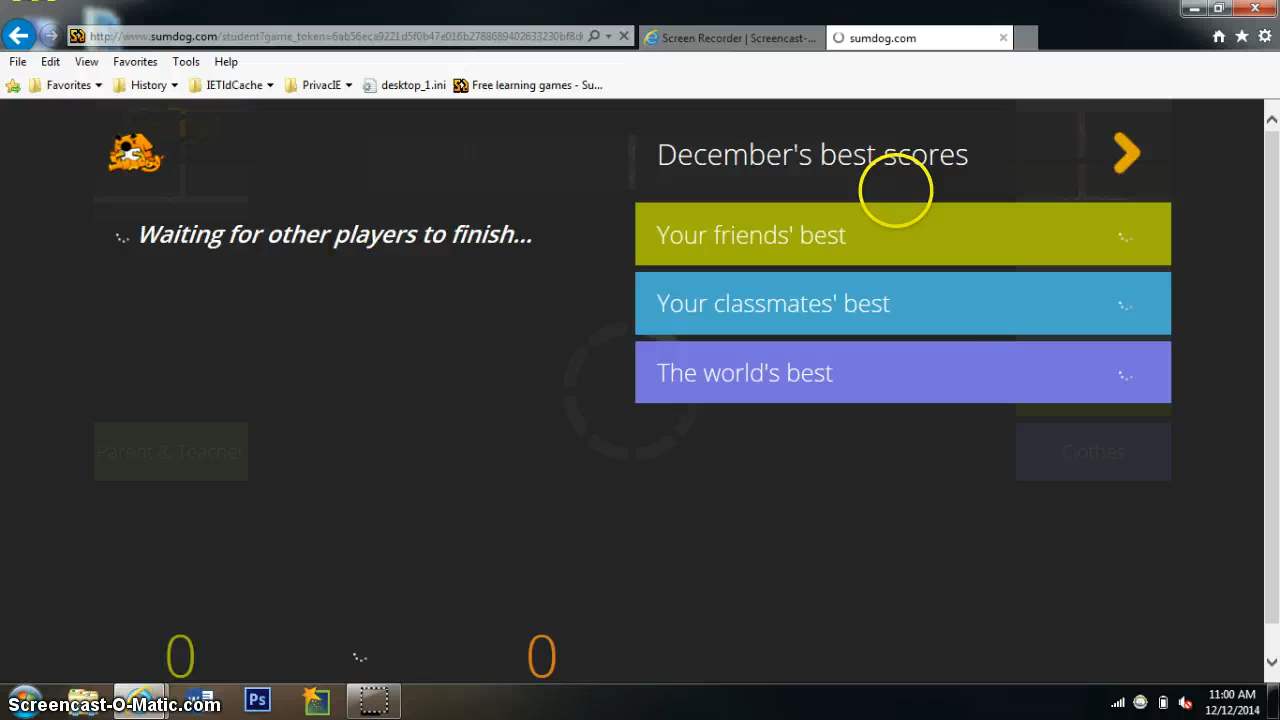 http://www.sumdog.com/student?game_token=6ab56eca9221d5f0b47e016b2788689402633230bf8d
Screen Recorder | Screencast-...
sumdog.com
File Edit View Favorites Tools Help
Favorites History IETldCache PrivacIE desktop_1.ini Free learning games - Su...
December's best scores
Waiting for other players to finish...
Your friends' best
Your classmates' best
The world's best
Parent & Teacher
Clothes
0 0
Ps
Screencast-O-Matic.com
11:00 AM
12/12/2014